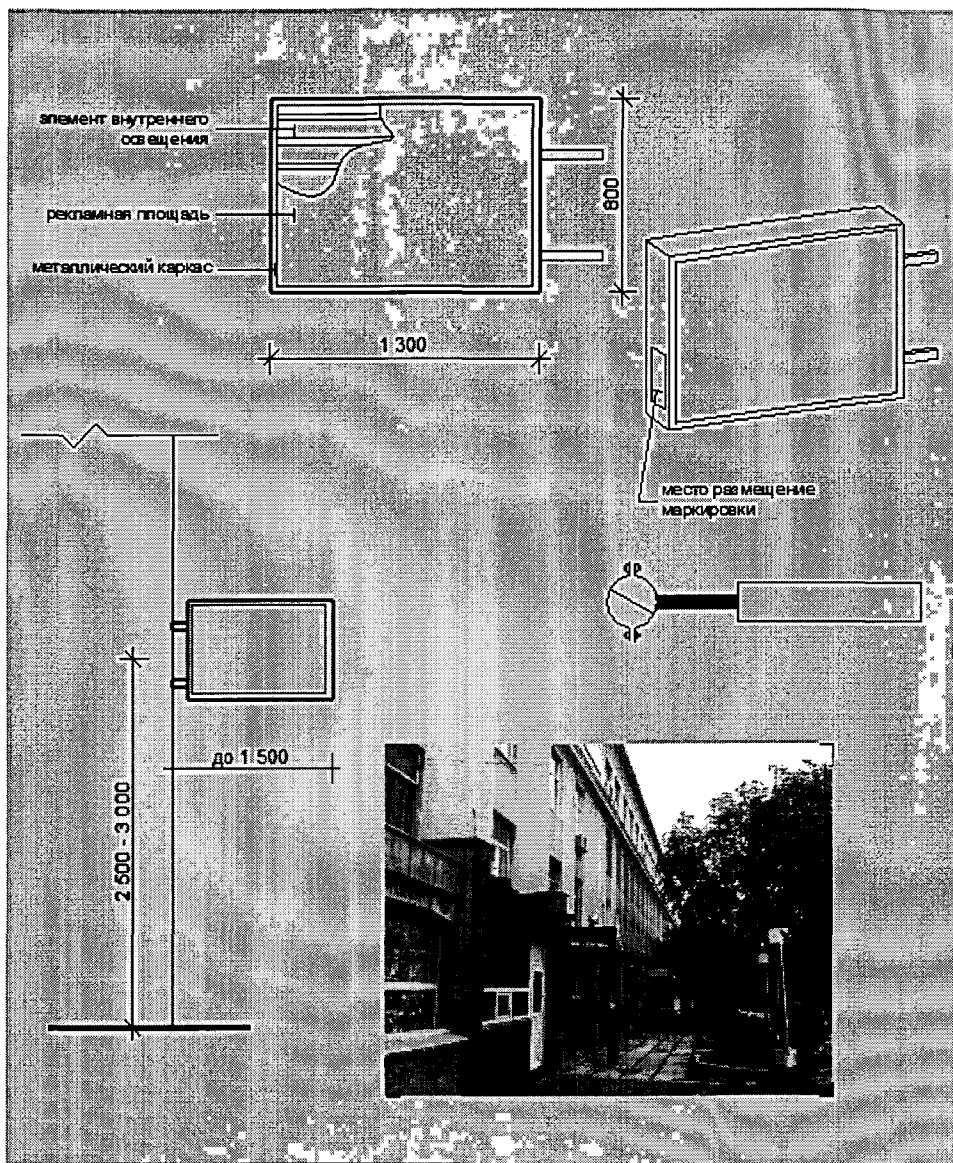 элемент внутреннего
освещения
рекламная площадь
металлический каркас
800
1 300
место размещение
маркировки
до 1 500
2 500 - 3 000